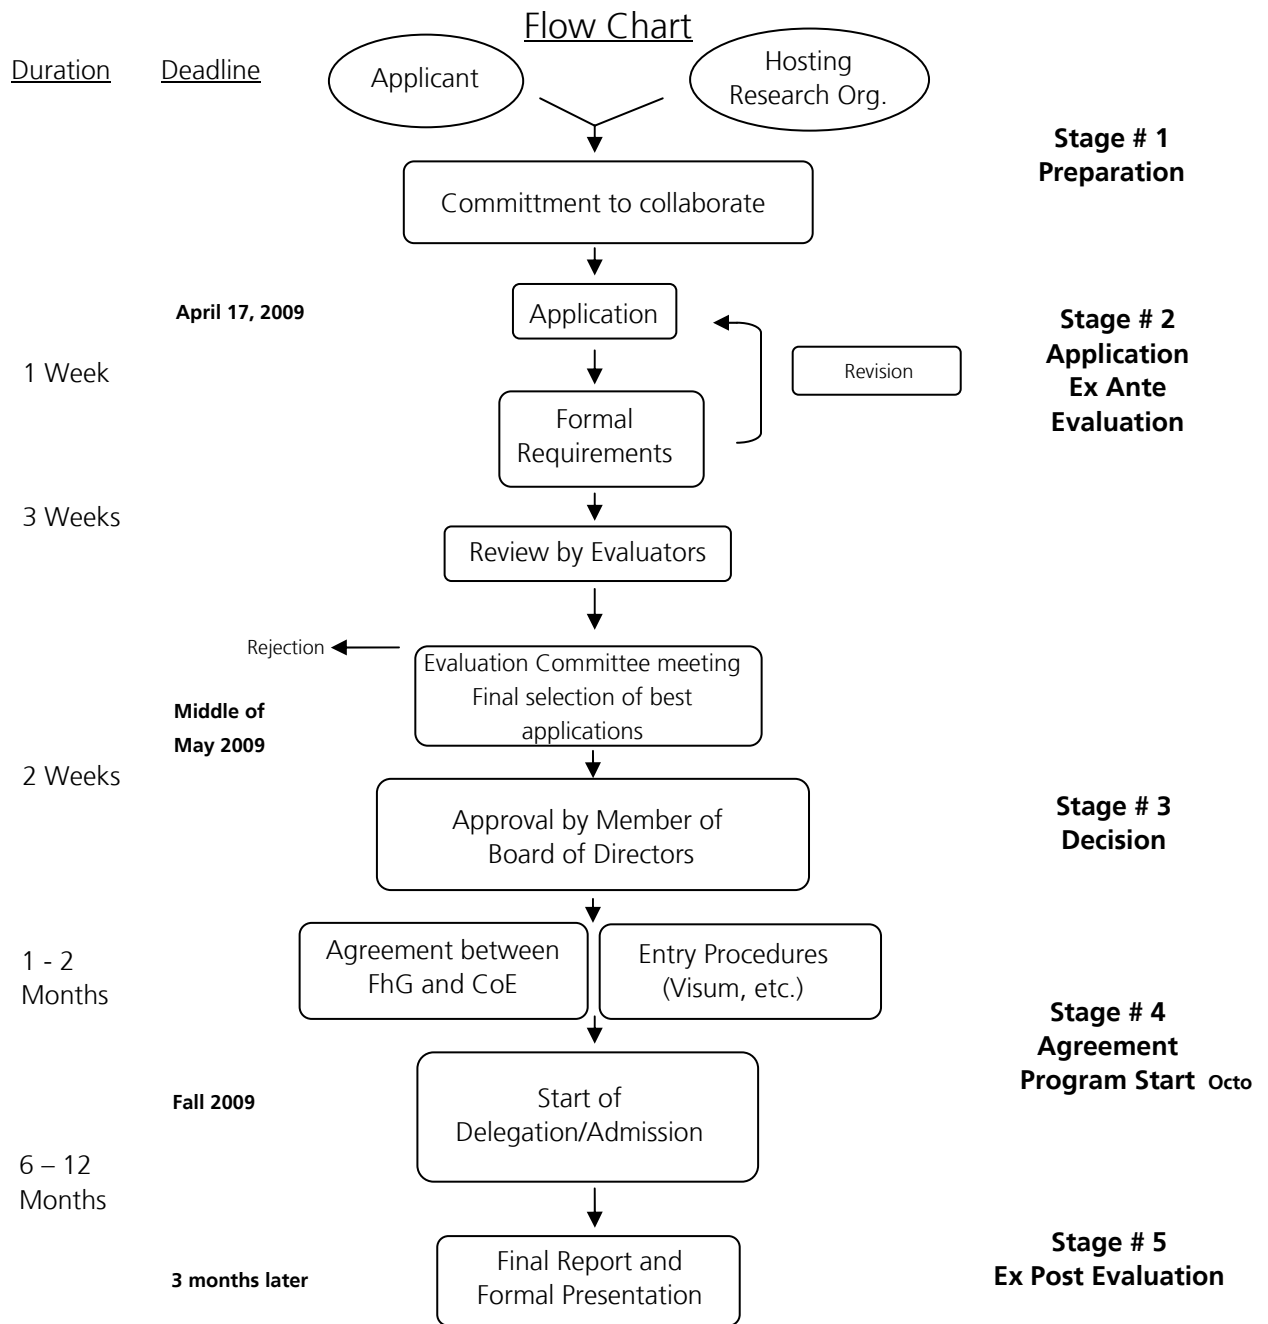 Flow Chart
Duration
Deadline
Applicant
Hosting
Research Org.
Stage # 1
Preparation
Committment to collaborate
April 17, 2009
Application
Stage # 2
Application
Ex Ante
Evaluation
1 Week
Revision
Formal
Requirements
3 Weeks
Review by Evaluators
Rejection
Evaluation Committee meeting
Final selection of best
applications
Middle of
May 2009
2 Weeks
Approval by Member of
Board of Directors
Stage # 3
Decision
1 - 2
Months
Agreement between
FhG and CoE
Entry Procedures
(Visum, etc.)
Stage # 4
Agreement
Program Start Octo
Fall 2009
Start of
Delegation/Admission
6 – 12
Months
3 months later
Final Report and
Formal Presentation
Stage # 5
Ex Post Evaluation